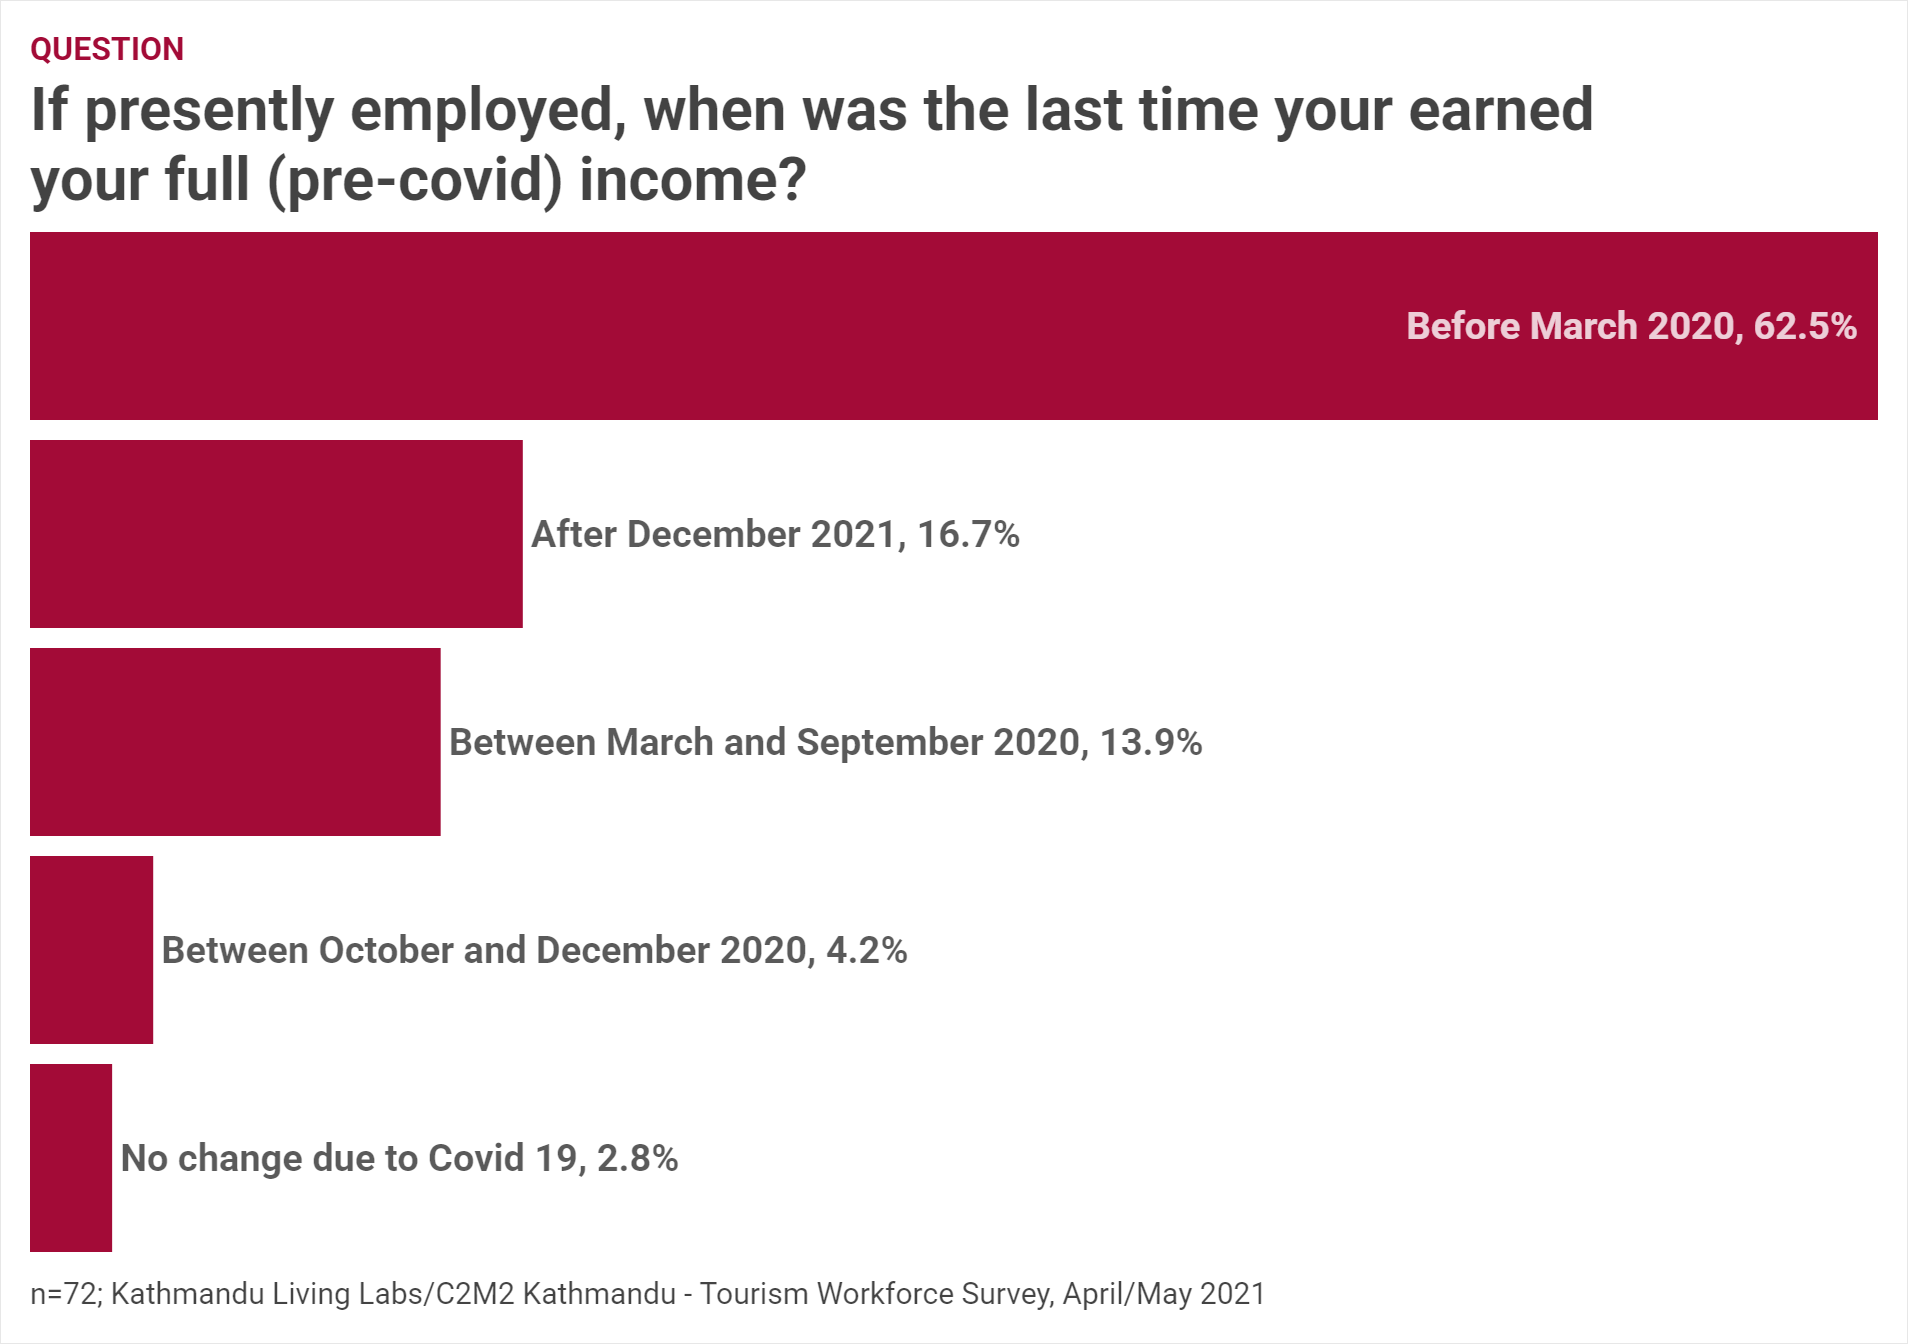 QUESTION
If presently employed, when was the last time your earned
your full (pre-covid) income?
Before March 2020, 62.5%
After December 2021, 16.7%
Between March and September 2020, 13.9%
Between October and December 2020, 4.2%
No change due to Covid 19, 2.8%
n=72; Kathmandu Living Labs/C2M2 Kathmandu - Tourism Workforce Survey, April/May 2021